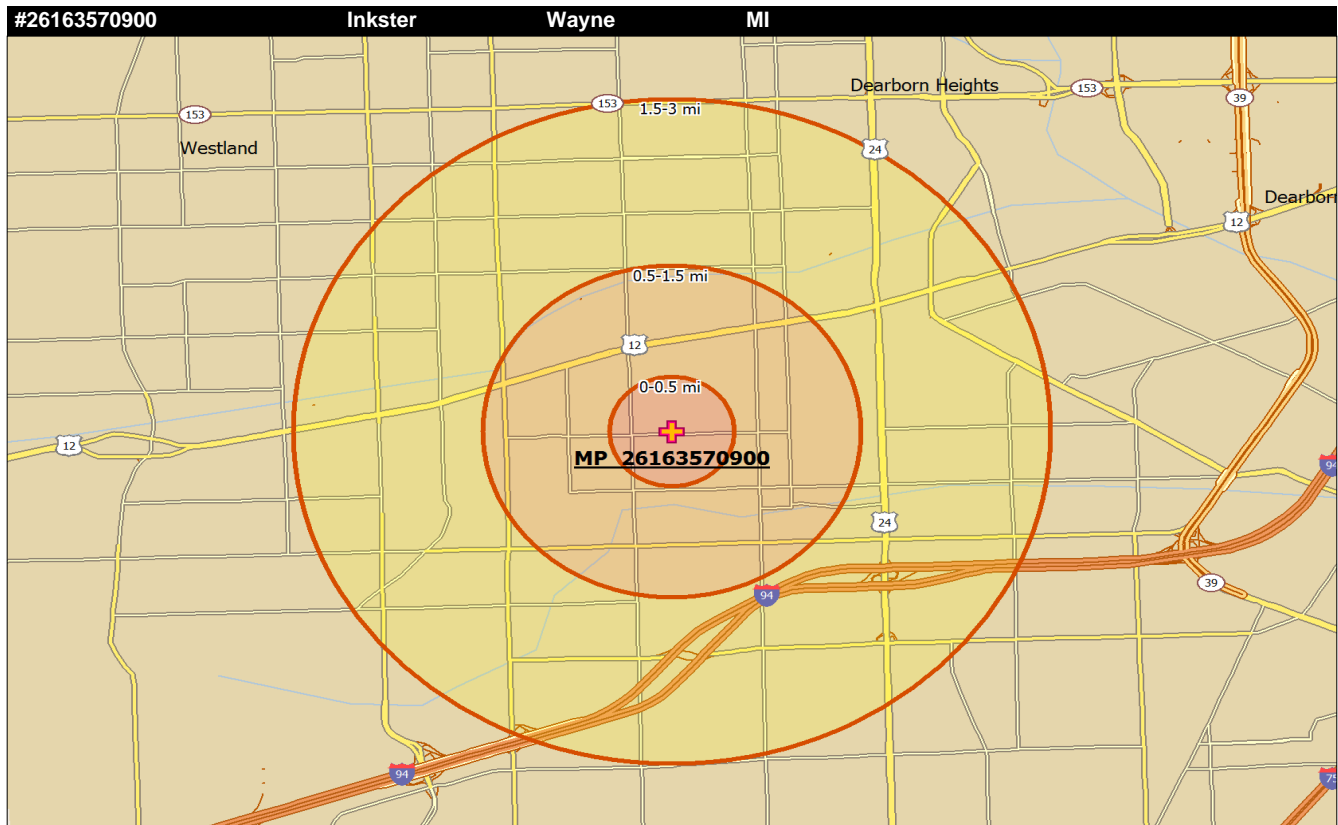 #26163570900 Inkster Wayne MI
Dearborn Heights
153
153
39
153
1.5-3 mi
Westland
24
Dearborn
12
0.5-1.5 mi
12
0-0.5 mi
12
MP 26163570900
94
24
39
94
94
75